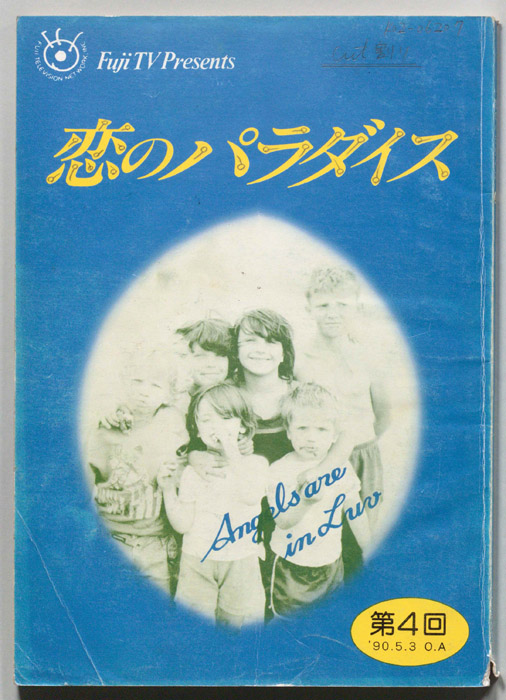 FUJI TELEVISION NETWORK, INC.
Fuji TV Presents
恋のパラダイス
Angels are
in Luv
第4回
'90.5.3 O.A